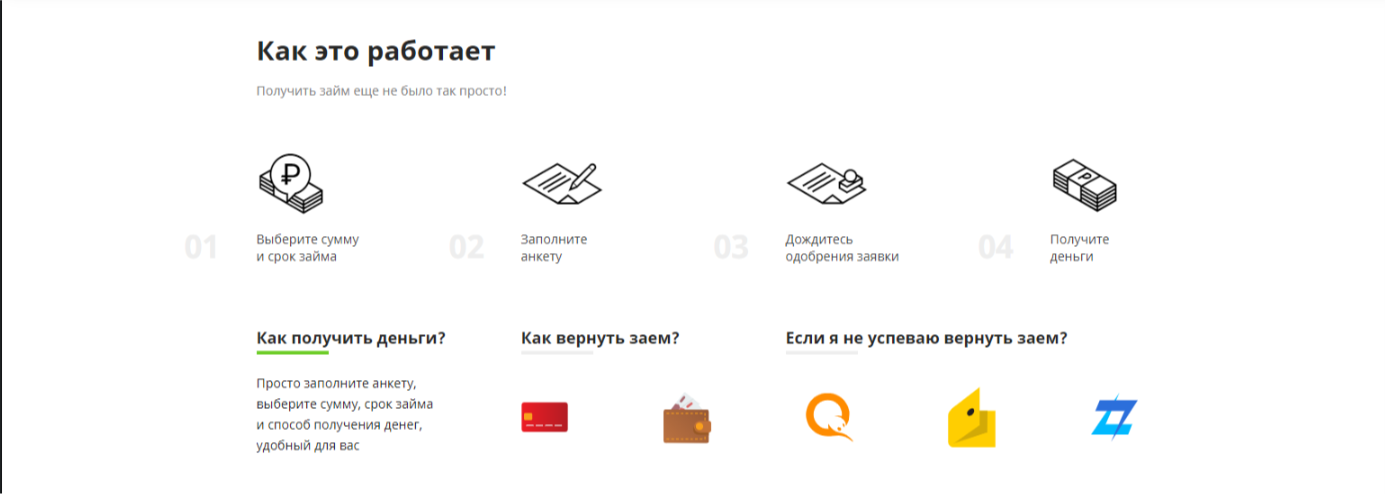 Как это работает
Получить займ еще не было так просто!
₽
₽
01
Выберите сумму
и срок займа
02
Заполните
анкету
03
Дождитесь
одобрения заявки
04
Получите
деньги
Как получить деньги?
Как вернуть заем?
Если я не успеваю вернуть заем?
Просто заполните анкету,
выберите сумму, срок займа
и способ получения денег,
удобный для вас